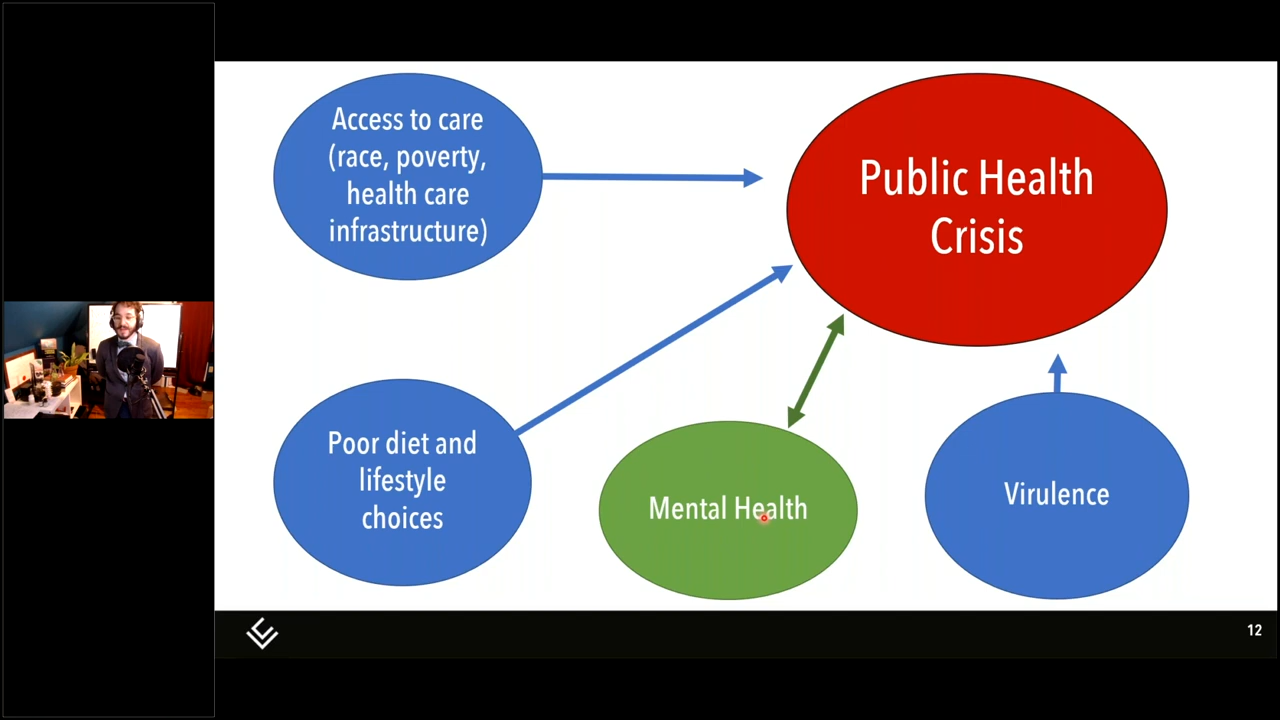 Access to care
(race, poverty,
health care
infrastructure)
Public Health
Crisis
Poor diet and
lifestyle
choices
Mental Health
Virulence
12